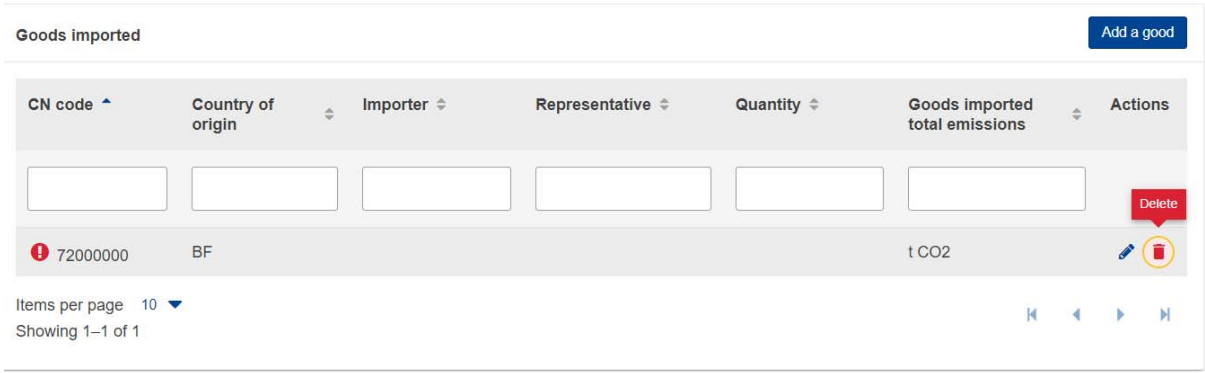 Goods imported
Add a good
CN code
Country of
origin
Importer
Representative
Quantity
Goods imported
total emissions
Actions
Delete
72000000
BF
t CO2
Items per page 10
Showing 1–1 of 1